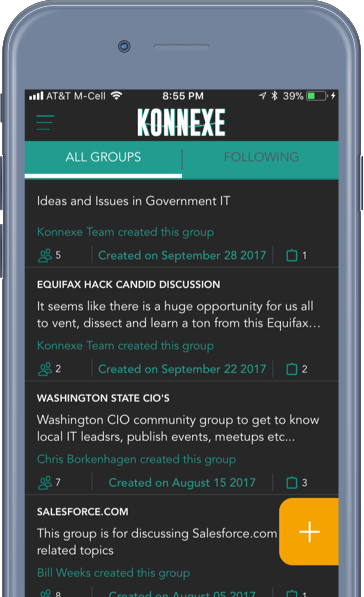 AT&T M-Cell 8:55 PM 39%
KONNEXE
ALL GROUPS FOLLOWING
Ideas and Issues in Government IT
Konnexe Team created this group
5 Created on September 28 2017 1
EQUIFAX HACK CANDID DISCUSSION
It seems like there is a huge opportunity for us all
to vent, dissect and learn a ton from this Equifax...
Konnexe Team created this group
2 Created on September 22 2017 2
WASHINGTON STATE CIO'S
Washington CIO community group to get to know
local IT leadsrs, publish events, meetups etc...
Chris Borkenhagen created this group
7 Created on August 15 2017 3
SALESFORCE.COM
This group is for discussing Salesforce.com
related topics
Bill Weeks created this group
8 Created on August 05 2017 1